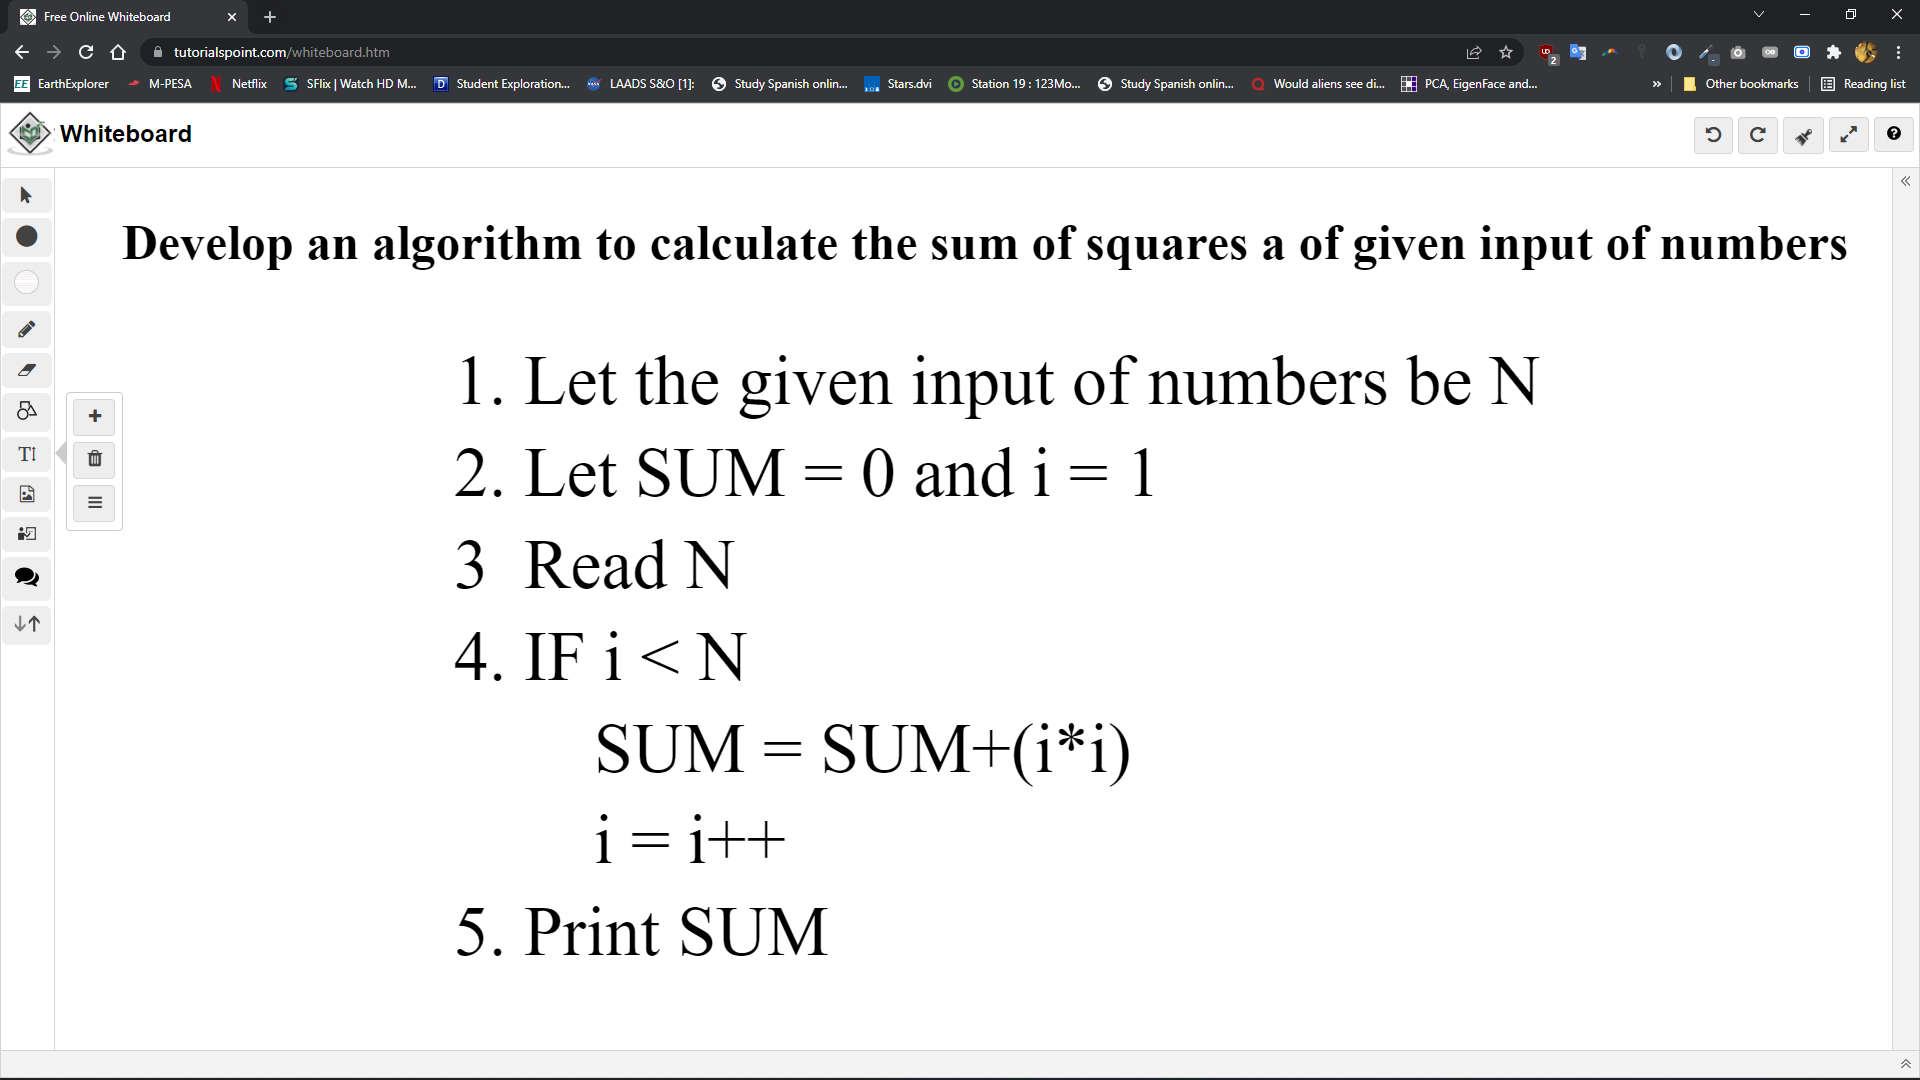 Free Online Whiteboard
tutorialspoint.com/whiteboard.htm
2
EE EarthExplorer M-PESA Netflix SFlix | Watch HD M... D Student Exploration... LAADS S&O [1]: Study Spanish onlin... Stars.dvi Station 19 : 123Mo... Study Spanish onlin... Would aliens see di... PCA, EigenFace and... » Other bookmarks Reading list
Whiteboard
Develop an algorithm to calculate the sum of squares a of given input of numbers
1. Let the given input of numbers be N
2. Let SUM = 0 and i = 1
3 Read N
4. IF i < N
SUM = SUM+(i*i)
i = i++
5. Print SUM